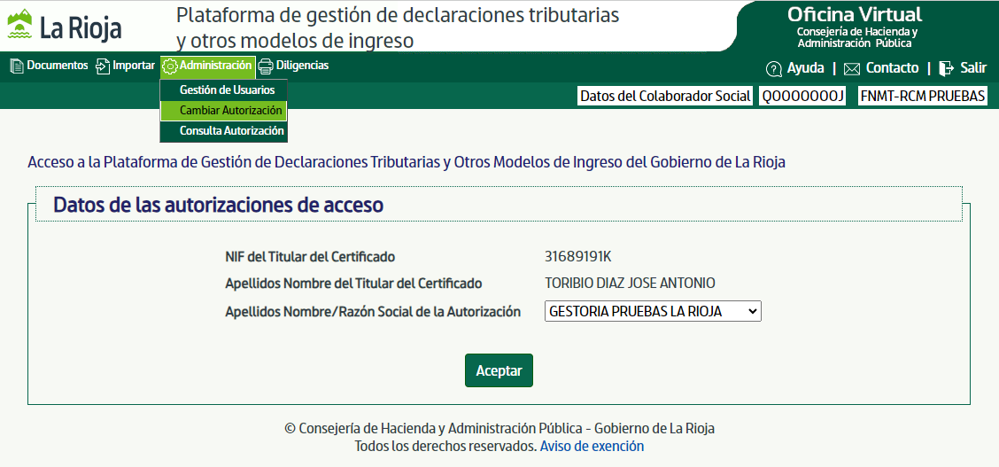 La Rioja
Plataforma de gestión de declaraciones tributarias
y otros modelos de ingreso
Oficina Virtual
Consejería de Hacienda y
Administración Pública
Documentos Importar Administración Diligencias
Ayuda | Contacto | Salir
Gestión de Usuarios
Cambiar Autorización
Consulta Autorización
Datos del Colaborador Social Q0000000J FNMT-RCM PRUEBAS
Acceso a la Plataforma de Gestión de Declaraciones Tributarias y Otros Modelos de Ingreso del Gobierno de La Rioja
Datos de las autorizaciones de acceso
NIF del Titular del Certificado 31689191K
Apellidos Nombre del Titular del Certificado TORIBIO DIAZ JOSE ANTONIO
Apellidos Nombre/Razón Social de la Autorización GESTORIA PRUEBAS LA RIOJA
Aceptar
© Consejería de Hacienda y Administración Pública - Gobierno de La Rioja
Todos los derechos reservados. Aviso de exención